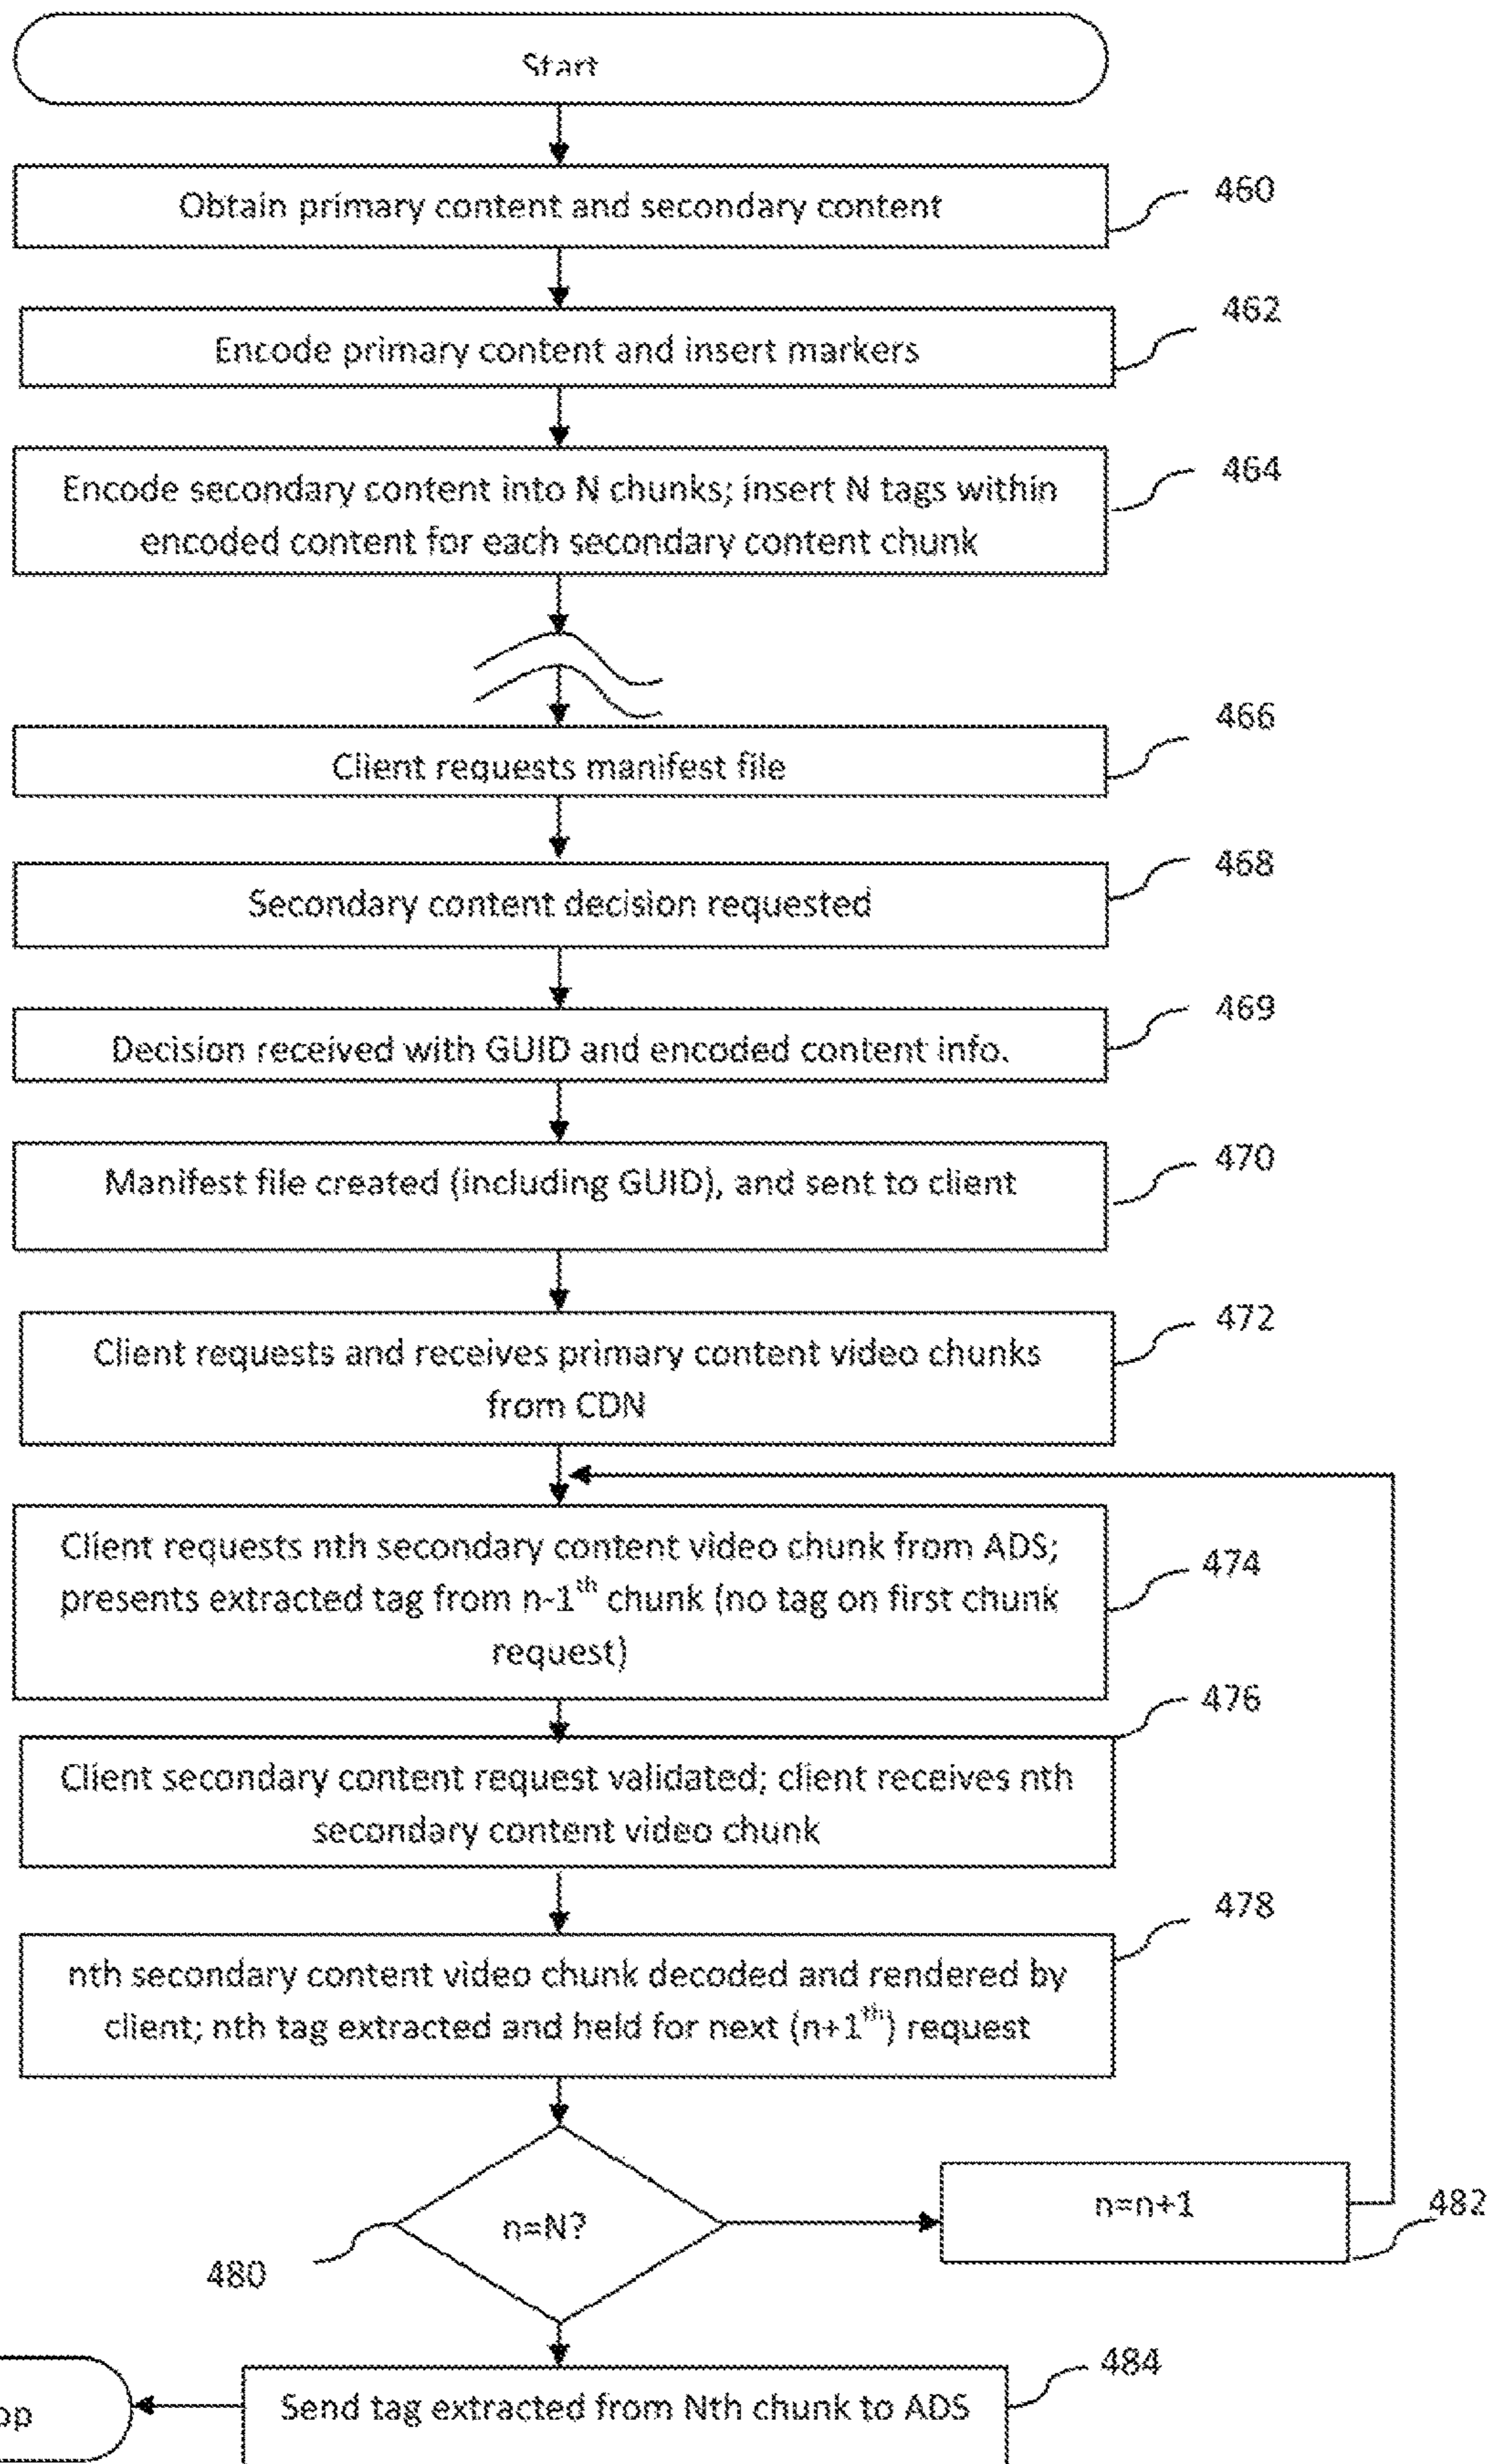 Start
Obtain primary content and secondary content
460
Encode primary content and insert markers
462
Encode secondary content into N chunks; insert N tags within
encoded content for each secondary content chunk
464
Client requests manifest file
466
Secondary content decision requested
468
Decision received with GUID and encoded content info.
469
Manifest file created (including GUID), and sent to client
470
Client requests and receives primary content video chunks
from CDN
472
Client requests nth secondary content video chunk from ADS;
presents extracted tag from n-1th chunk (no tag on first chunk
request)
474
Client secondary content request validated; client receives nth
secondary content video chunk
476
nth secondary content video chunk decoded and rendered by
client; nth tag extracted and held for next (n+1th) request
478
n=N?
480
n=n+1
482
Send tag extracted from Nth chunk to ADS
484
op